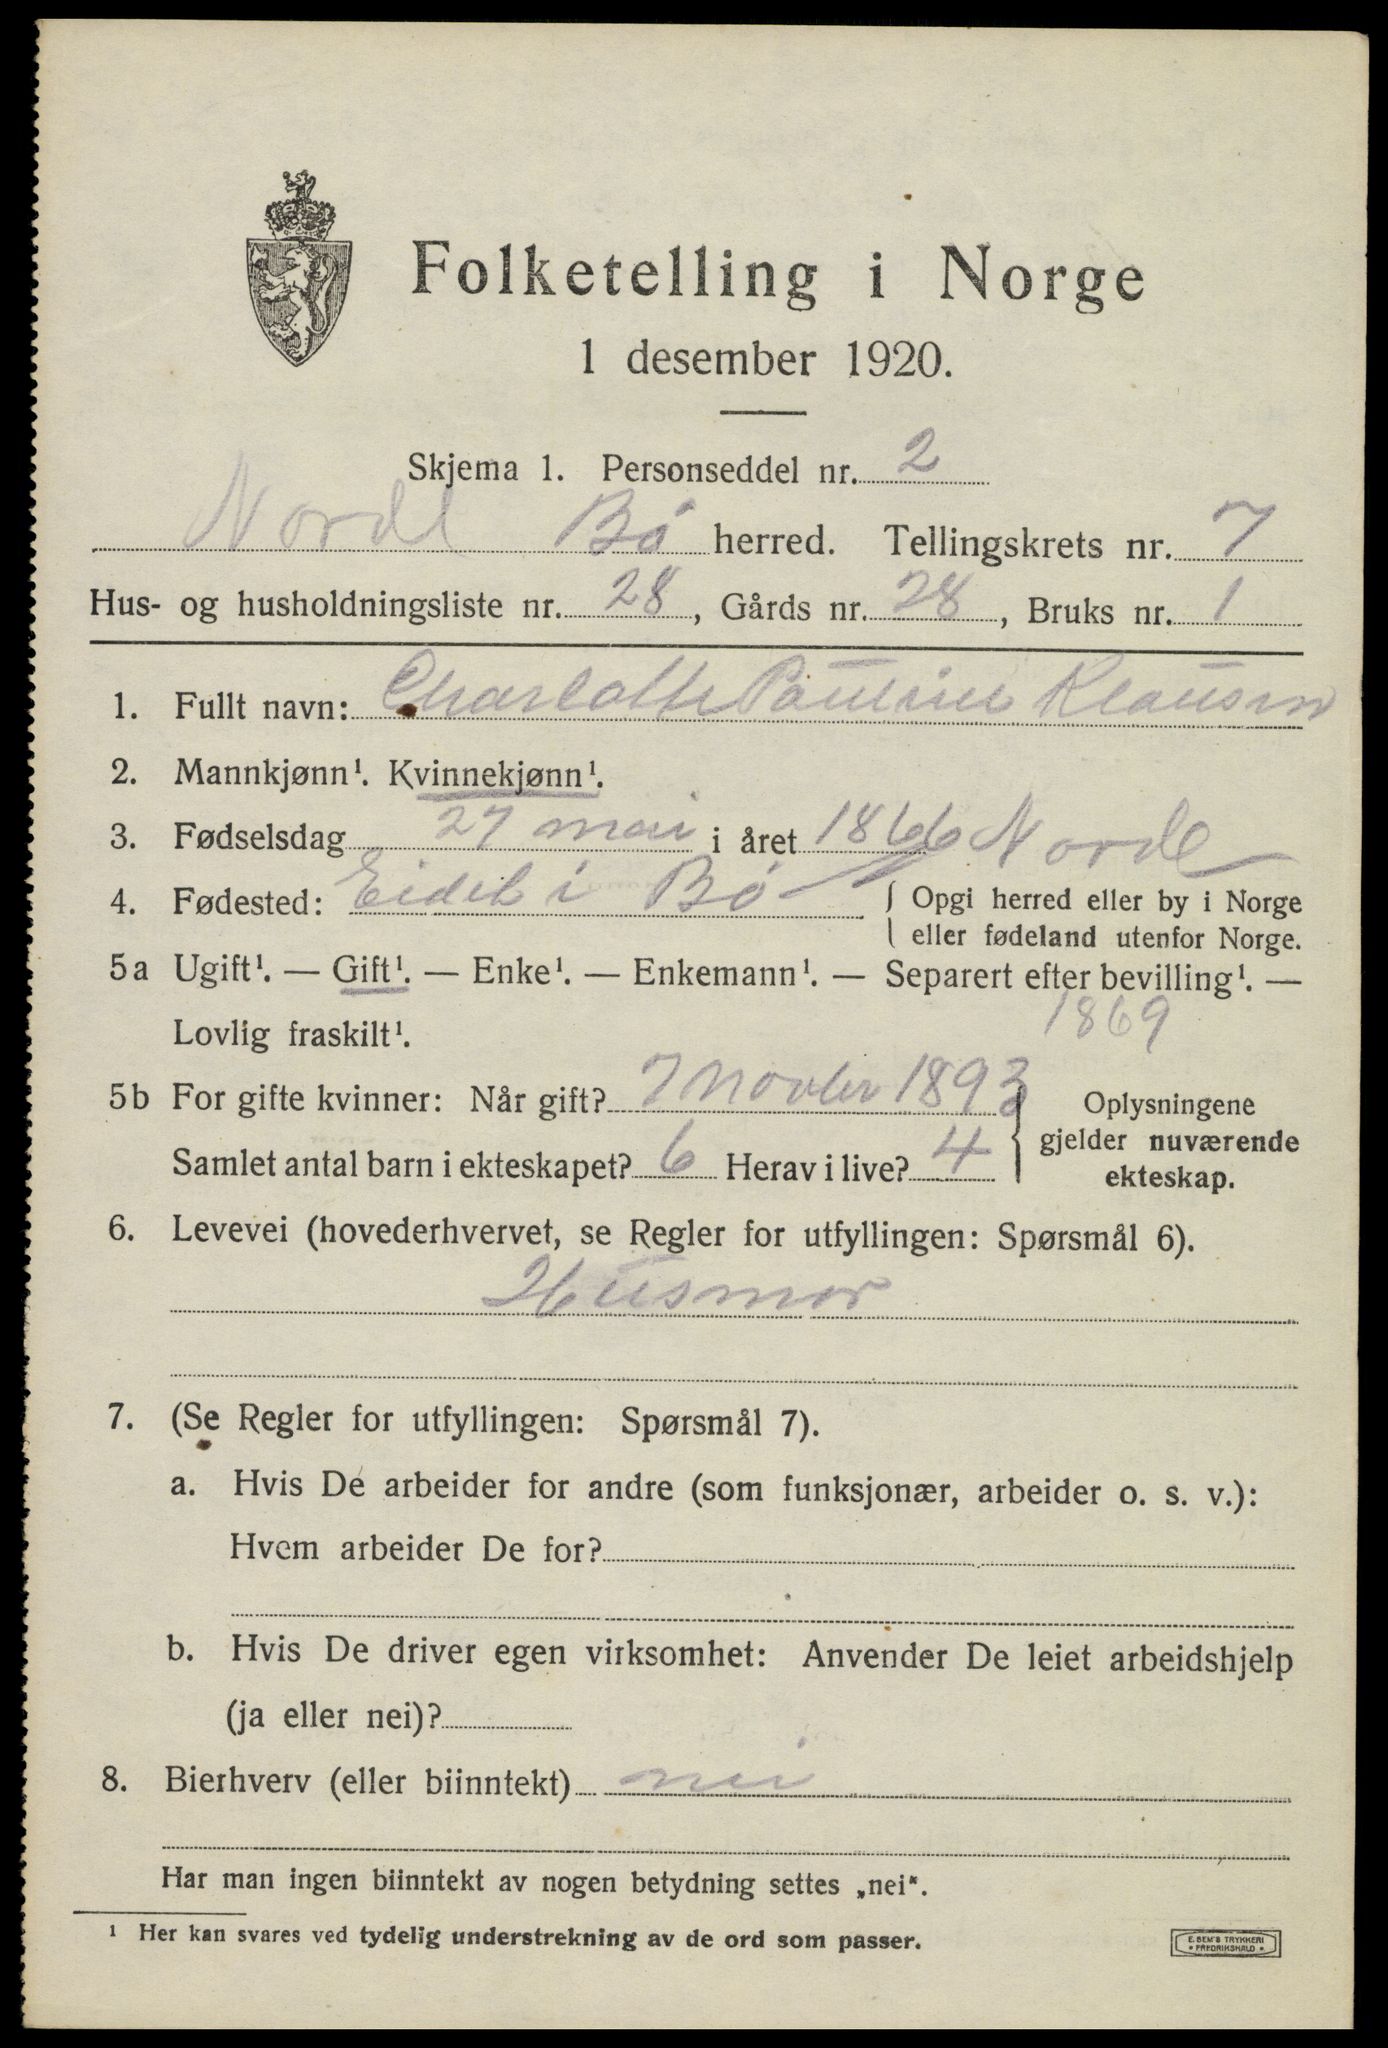 Folketelling i Norge
1 desember 1920.
Skjema 1. Personseddel nr. 2
Nordl Bø herred. Tellingskrets nr. 7
Hus- og husholdningsliste nr. 28, Gårds nr. 28, Bruks nr. 1
1. Fullt navn: Charlotte Pauline Klausen
2. Mannkjønn¹. Kvinnekjønn¹.
3. Fødselsdag 27 mai i året 1866 Nordl
4. Fødested: Eidet i Bø { Opgi herred eller by i Norge
eller fødeland utenfor Norge.
5a Ugift¹. — Gift¹. — Enke¹. — Enkemann¹. — Separert efter bevilling¹. —
Lovlig fraskilt¹. 1869
5b For gifte kvinner: Når gift? 7 Novbr 1893 } Oplysningene
gjelder nuværende
Samlet antal barn i ekteskapet? 6 Herav i live? 4 ekteskap.
6. Levevei (hovederhvervet, se Regler for utfyllingen: Spørsmål 6).
Husmor
7. (Se Regler for utfyllingen: Spørsmål 7).
a. Hvis De arbeider for andre (som funksjonær, arbeider o. s. v.):
Hvem arbeider De for?
b. Hvis De driver egen virksomhet: Anvender De leiet arbeidshjelp
(ja eller nei)?
8. Bierhverv (eller biinntekt) nei
Har man ingen biinntekt av nogen betydning settes „nei“.
¹ Her kan svares ved tydelig understrekning av de ord som passer.
E. SEM'S TRYKKERI
• FREDRIKSHALD •